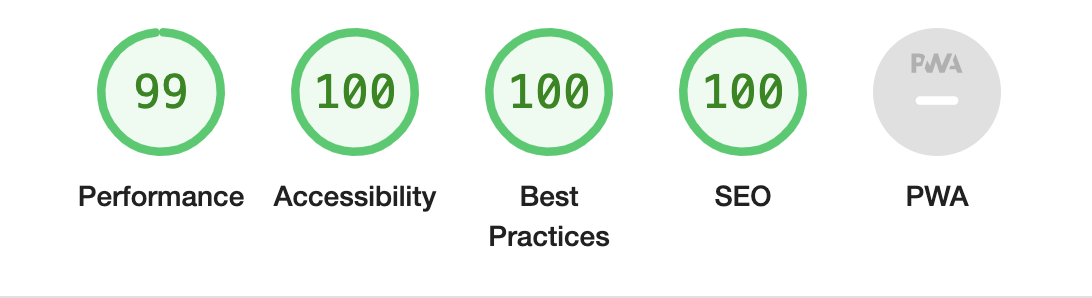 99
100
100
100
PWA
Performance
Accessibility
Best
Practices
SEO
PWA